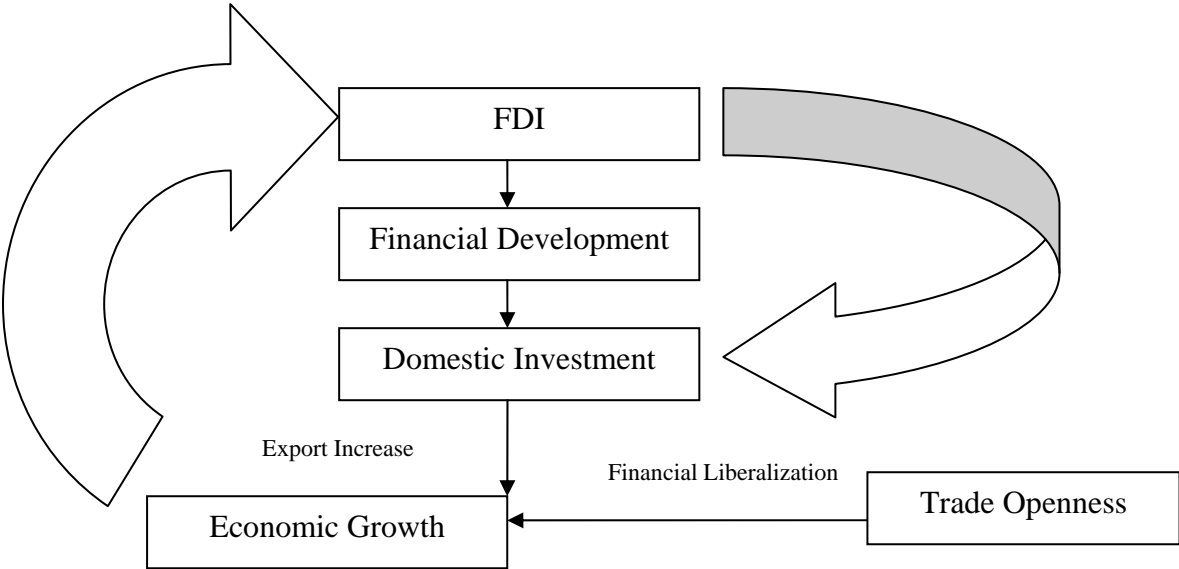 FDI
Financial Development
Domestic Investment
Export Increase
Financial Liberalization
Trade Openness
Economic Growth